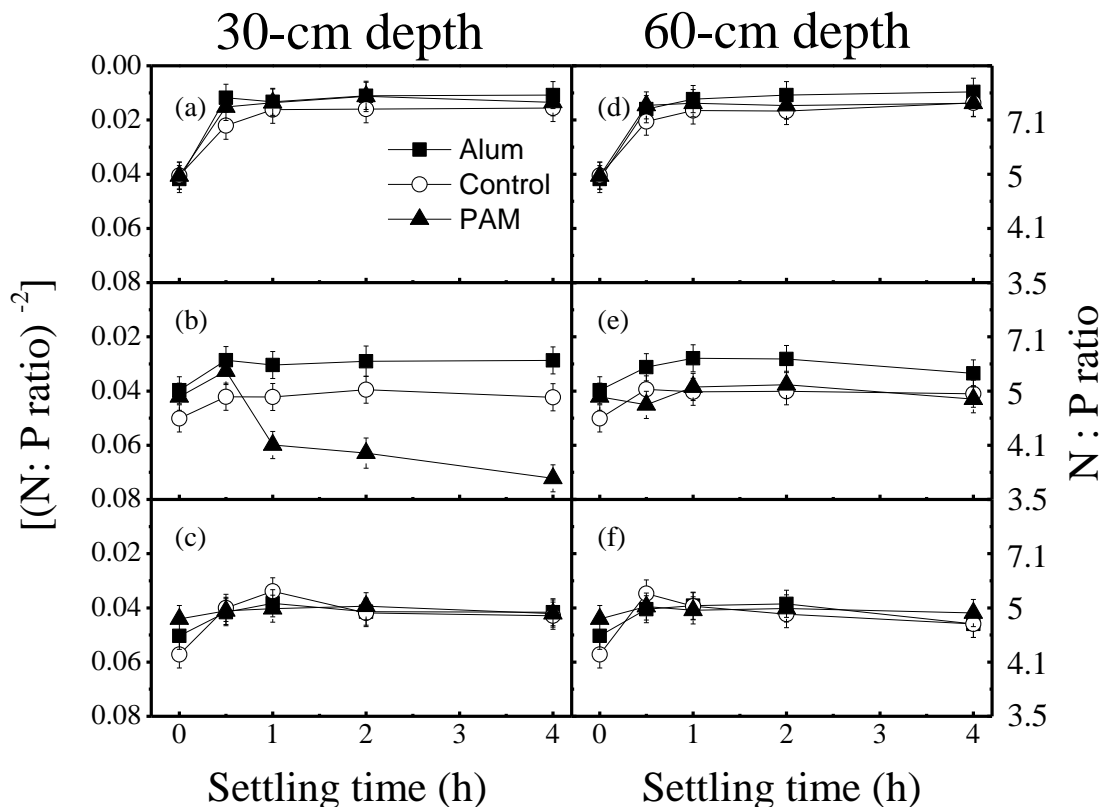 30-cm depth 60-cm depth
0.00
(a) (d)
0.02 7.1
Alum
0.04 5
Control
PAM
0.06 4.1
0.08 3.5
(b) (e)
0.02 7.1
0.04 5
0.06 4.1
0.08 3.5
(c) (f)
0.02 7.1
0.04 5
0.06 4.1
0.08 3.5
0 1 2 4 0 1 2 3 4
Settling time (h) Settling time (h)
[(N: P ratio) -2]
N : P ratio